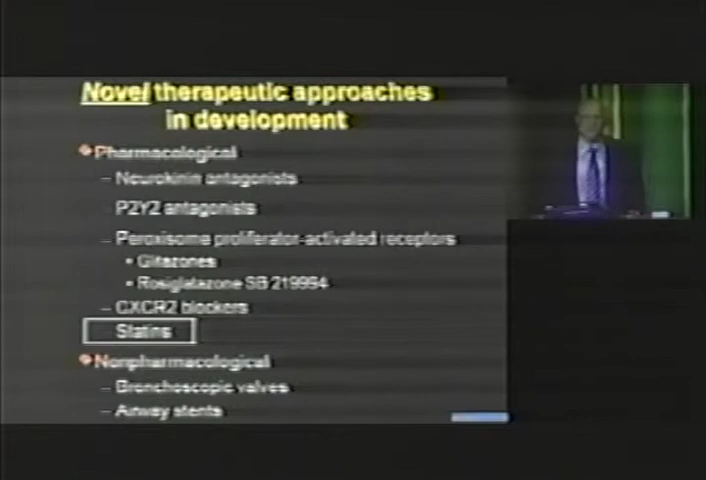 Novel therapeutic approaches
in development
Pharmacological
– Neurokinin antagonists
P2Y2 antagonists
– Peroxisome proliferator-activated receptors
• Glitazones
• Rosiglatazone SB 219994
– CXCR2 blockers
Statins
Nonpharmacological
– Bronchoscopic valves
– Airway stents